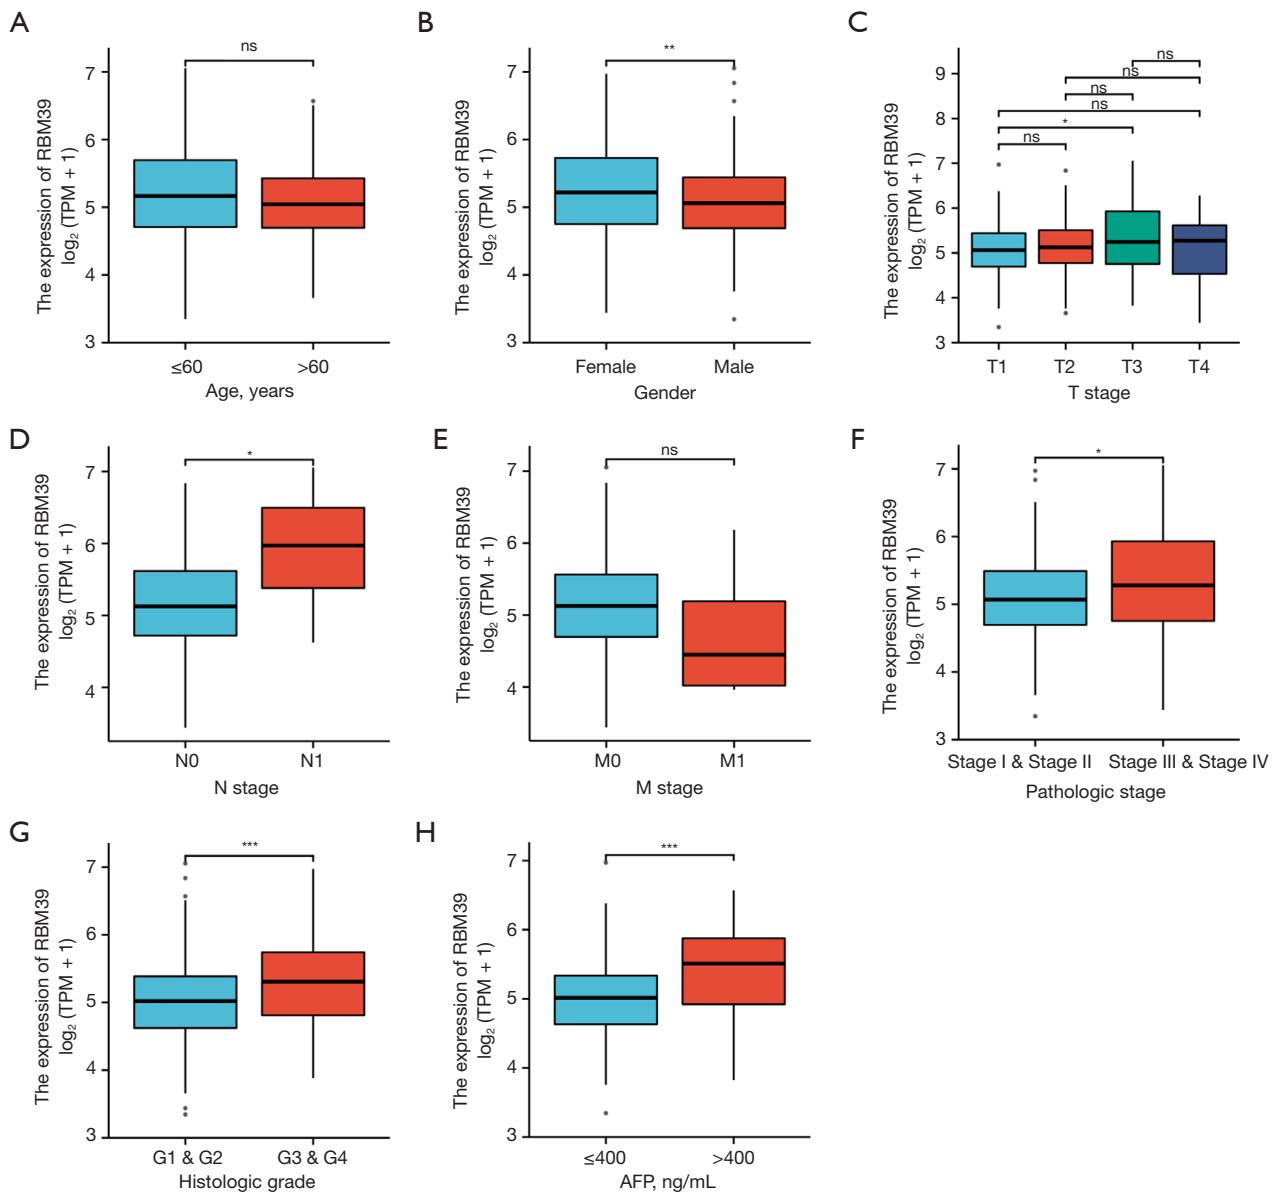 A
The expression of RBM39
log₂ (TPM + 1)
7
6
5
4
3
ns
≤60
>60
Age, years
B
The expression of RBM39
log₂ (TPM + 1)
7
6
5
4
3
**
Female
Male
Gender
C
The expression of RBM39
log₂ (TPM + 1)
9
8
7
6
5
4
3
ns
ns
ns
ns
*
ns
T1
T2
T3
T4
T stage
D
The expression of RBM39
log₂ (TPM + 1)
7
6
5
4
*
N0
N1
N stage
E
The expression of RBM39
log₂ (TPM + 1)
7
6
5
4
ns
M0
M1
M stage
F
The expression of RBM39
log₂ (TPM + 1)
7
6
5
4
3
*
Stage I & Stage II
Stage III & Stage IV
Pathologic stage
G
The expression of RBM39
log₂ (TPM + 1)
7
6
5
4
3
***
G1 & G2
G3 & G4
Histologic grade
H
The expression of RBM39
log₂ (TPM + 1)
7
6
5
4
3
***
≤400
>400
AFP, ng/mL